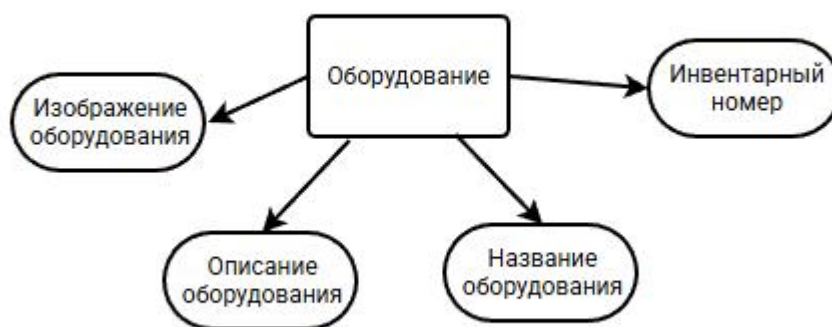 Оборудование
Инвентарный
номер
Изображение
оборудования
Описание
оборудования
Название
оборудования